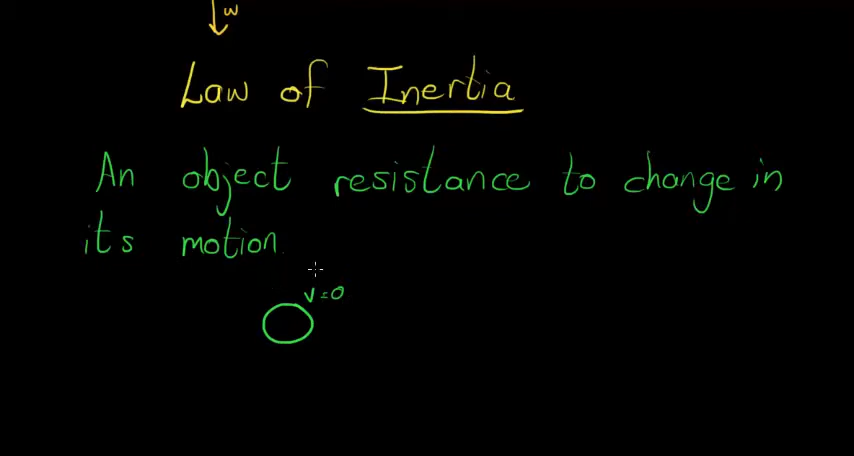 w
Law of Inertia
An object resistance to change in
its motion.
v=0